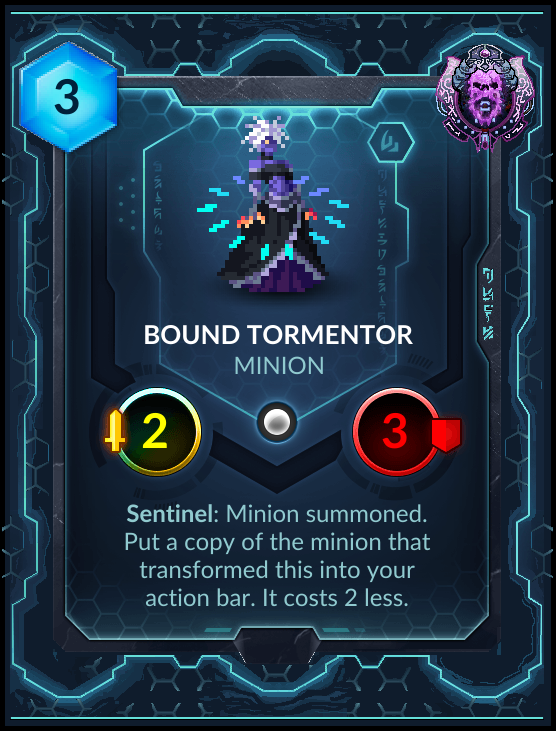 3
BOUND TORMENTOR
MINION
2
3
Sentinel: Minion summoned.
Put a copy of the minion that
transformed this into your
action bar. It costs 2 less.